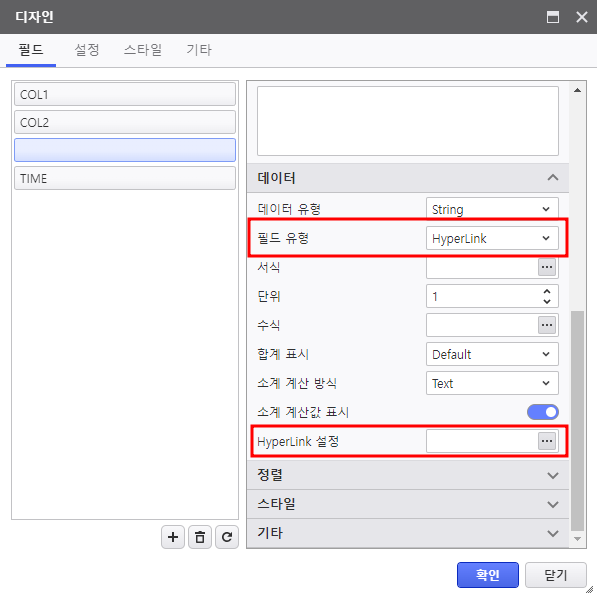 디자인
필드 설정 스타일 기타
COL1
COL2
TIME
데이터
데이터 유형 String
필드 유형 HyperLink
서식 ...
단위 1
수식 ...
합계 표시 Default
소계 계산 방식 Text
소계 계산값 표시
HyperLink 설정 ...
정렬
스타일
기타
확인 닫기